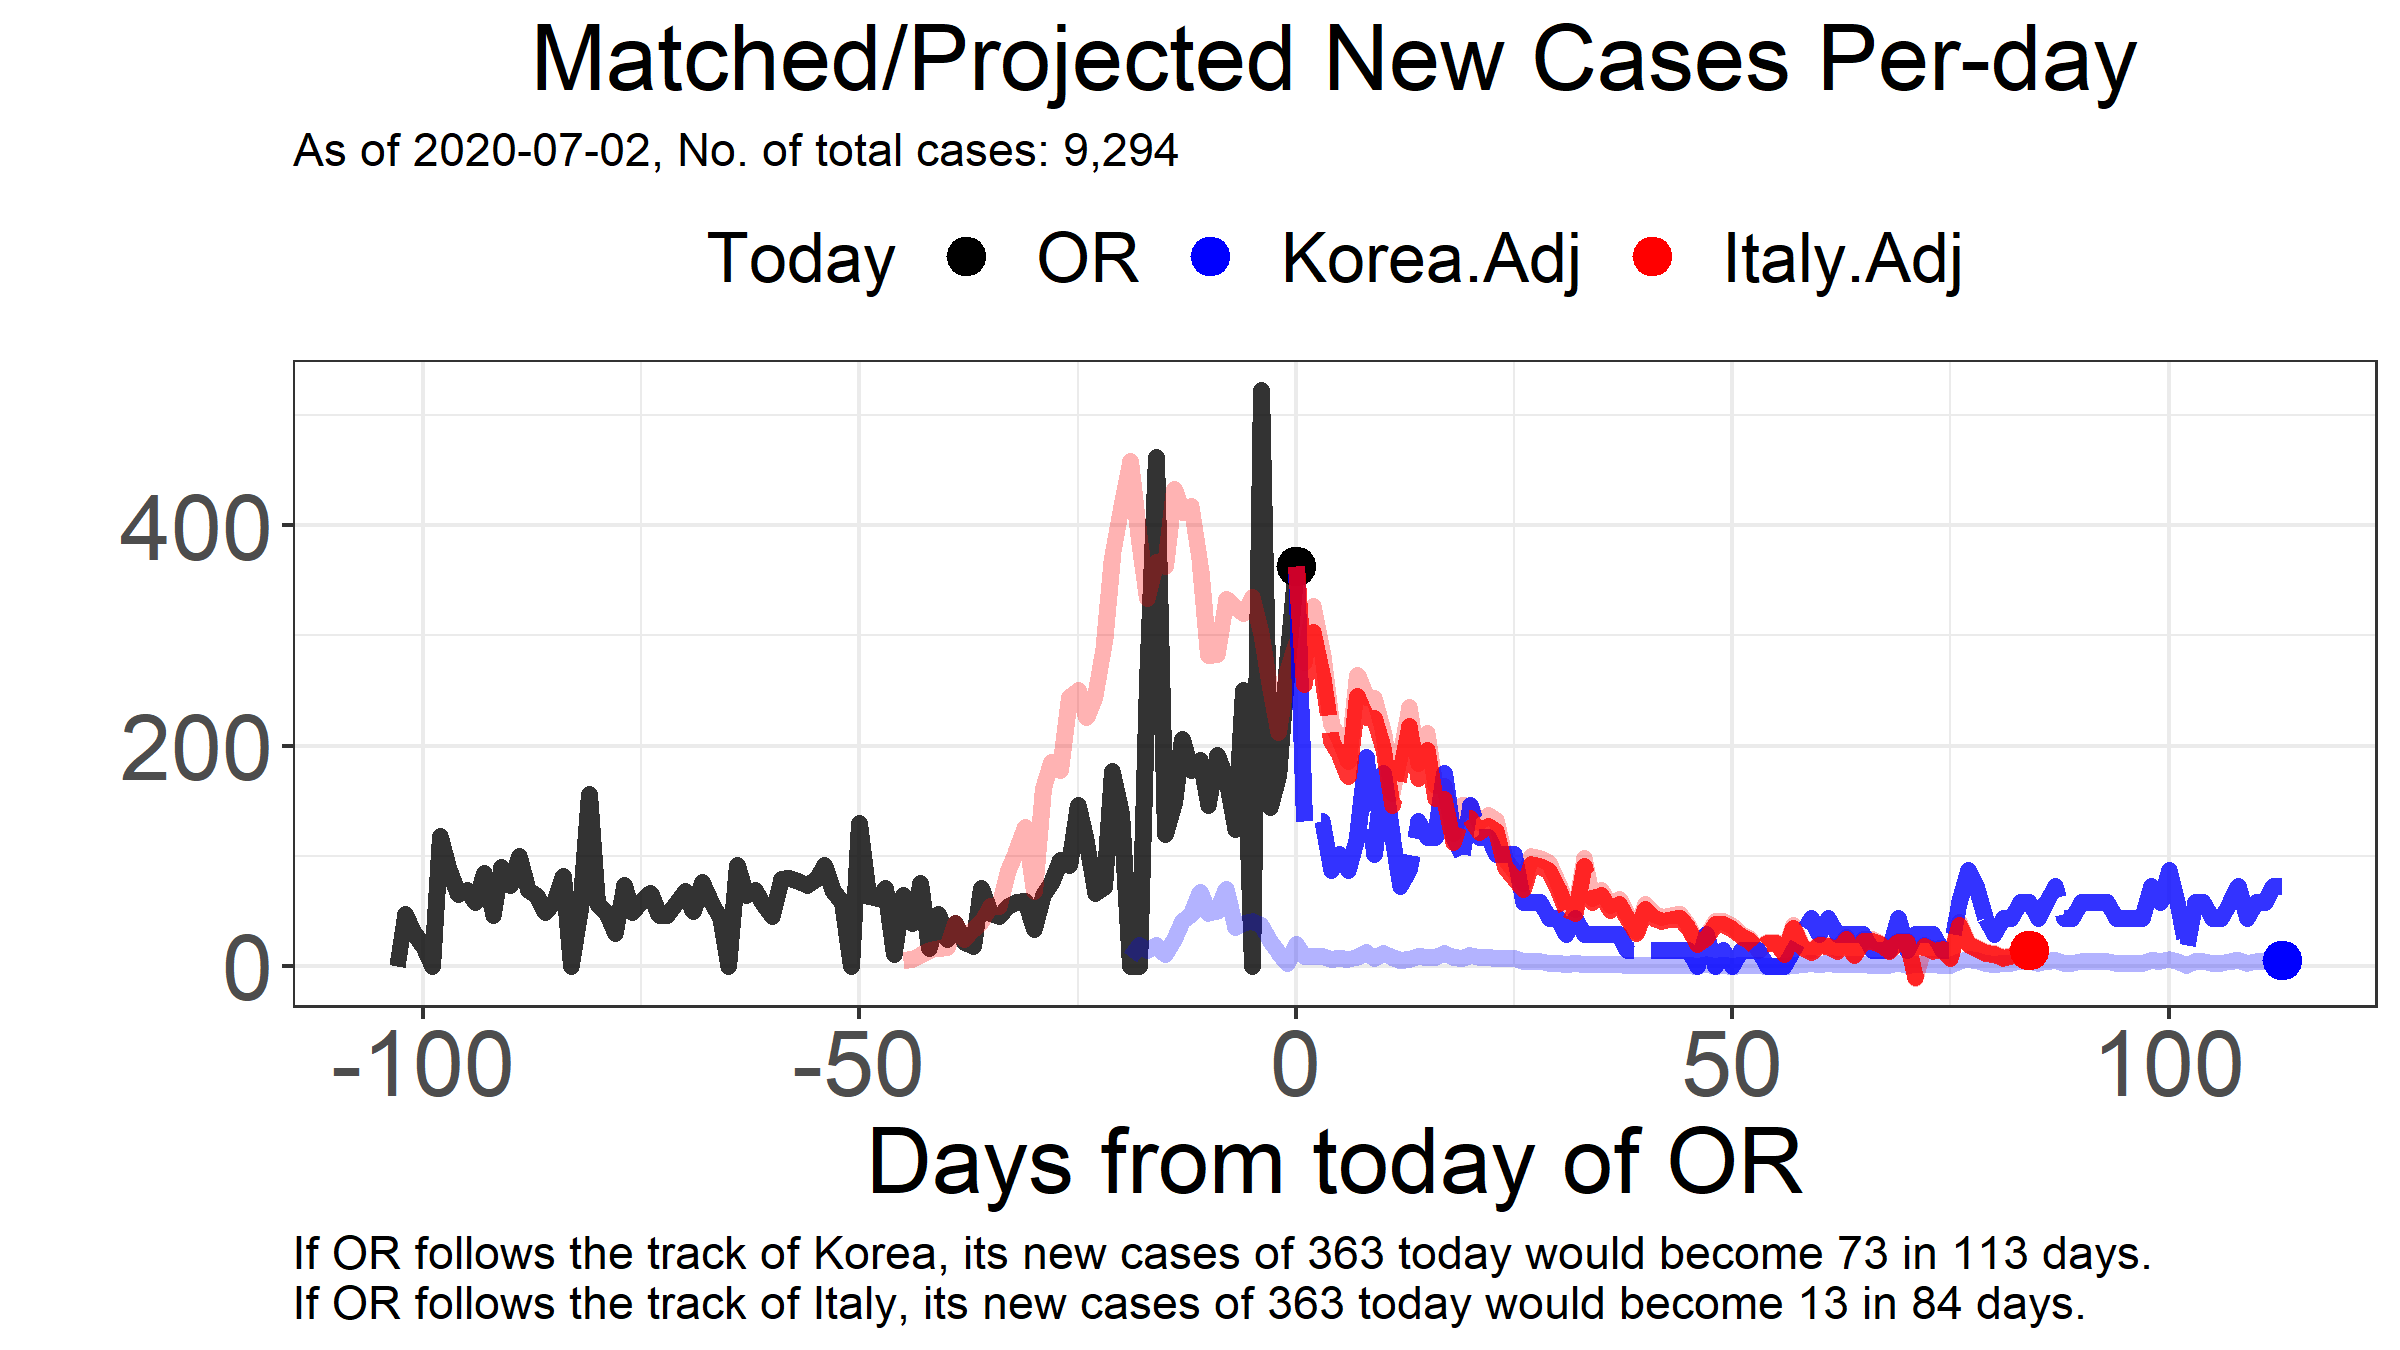 Matched/Projected New Cases Per-day
As of 2020-07-02, No. of total cases: 9,294
Today OR Korea.Adj Italy.Adj
400
200
0
-100 -50 0 50 100
Days from today of OR
If OR follows the track of Korea, its new cases of 363 today would become 73 in 113 days.
If OR follows the track of Italy, its new cases of 363 today would become 13 in 84 days.